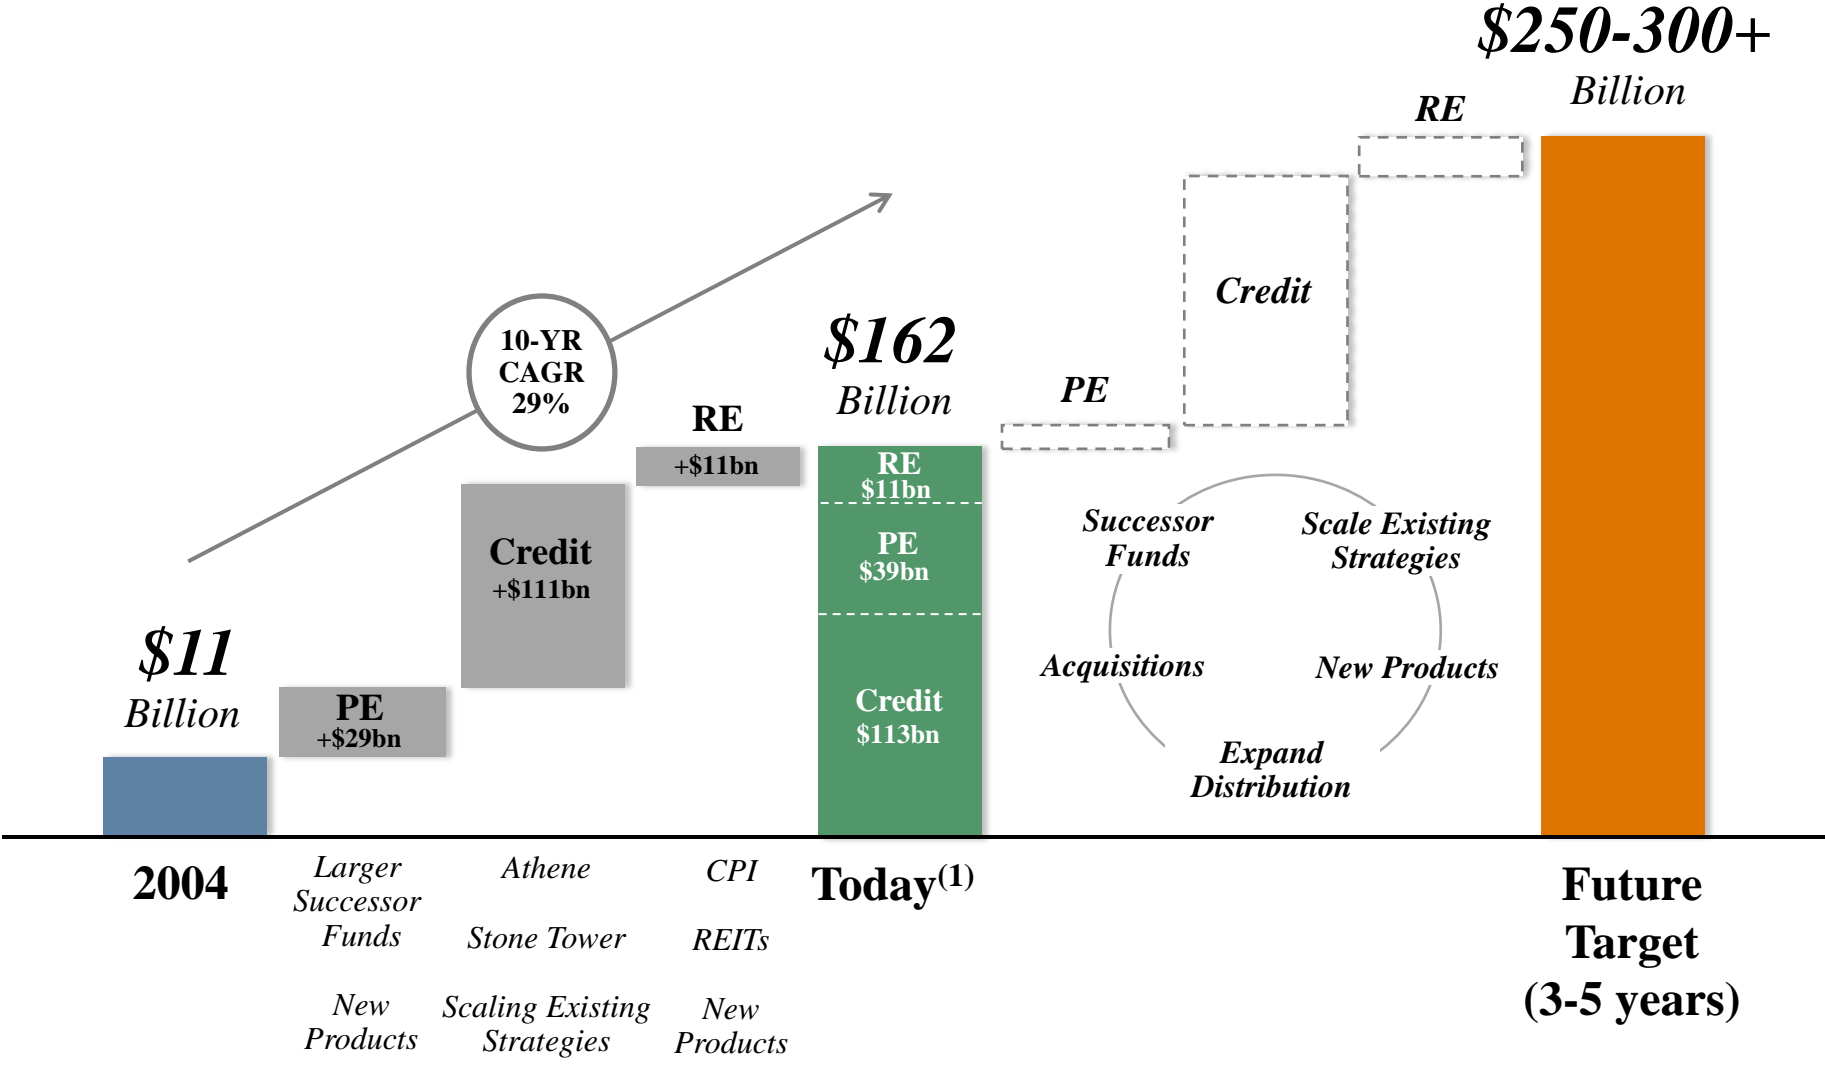 $250-300+
Billion
RE
Credit
10-YR
CAGR
29%
$162
Billion
PE
RE
+$11bn
RE
$11bn
PE
$39bn
Credit
$113bn
Credit
+$111bn
$11
Billion
PE
+$29bn
Successor
Funds
Scale Existing
Strategies
Acquisitions
New Products
Expand
Distribution
2004
Larger
Successor
Funds
New
Products
Athene
Stone Tower
Scaling Existing
Strategies
CPI
REITs
New
Products
Today(1)
Future
Target
(3-5 years)